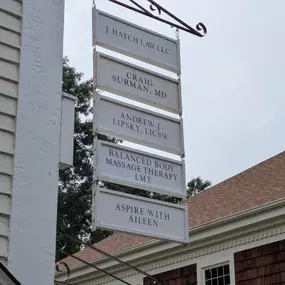 J. HATCH LAW LLC
CRAIG
SURMAN, MD
ANDREW J.
LIPSKY, LICSW
BALANCED BODY
MASSAGE THERAPY
LMT
ASPIRE WITH
AILEEN